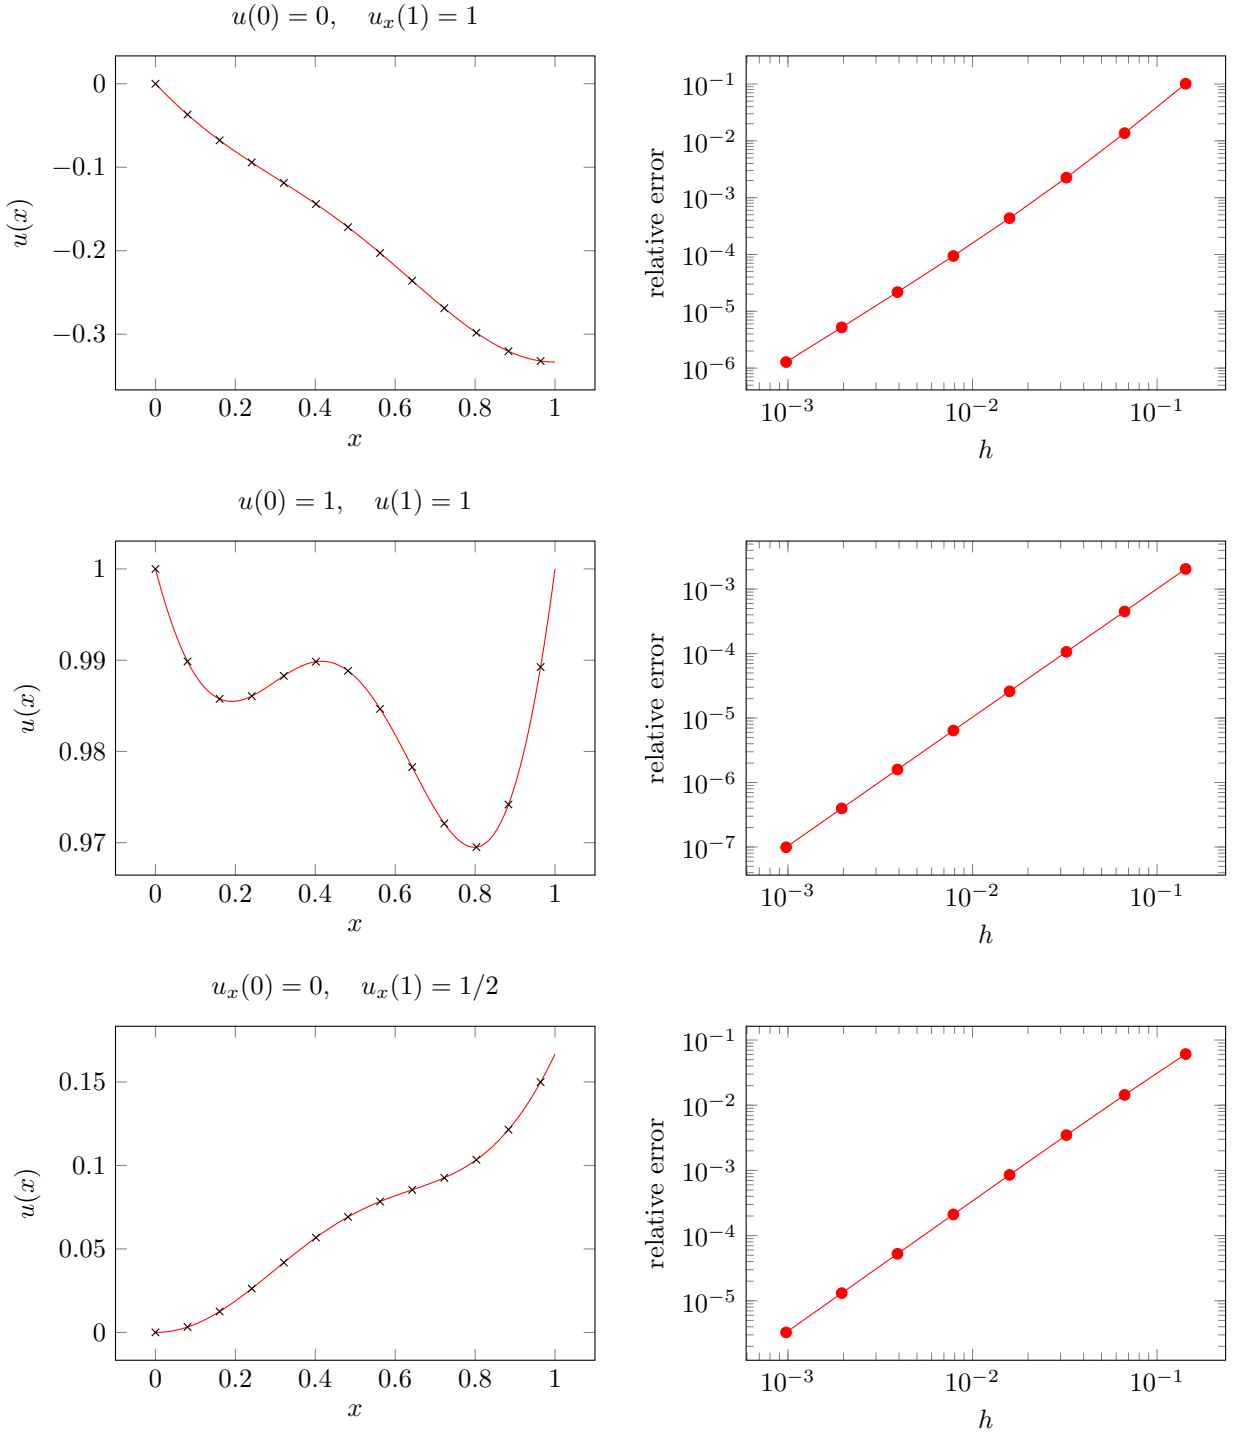 u(0) = 0, u_x(1) = 1
0
−0.1
−0.2
−0.3
u(x)
0 0.2 0.4 0.6 0.8 1
x
10^{−1}
10^{−2}
10^{−3}
10^{−4}
10^{−5}
10^{−6}
relative error
10^{−3} 10^{−2} 10^{−1}
h
u(0) = 1, u(1) = 1
1
0.99
0.98
0.97
u(x)
0 0.2 0.4 0.6 0.8 1
x
10^{−3}
10^{−4}
10^{−5}
10^{−6}
10^{−7}
relative error
10^{−3} 10^{−2} 10^{−1}
h
u_x(0) = 0, u_x(1) = 1/2
0.15
0.1
0.05
0
u(x)
0 0.2 0.4 0.6 0.8 1
x
10^{−1}
10^{−2}
10^{−3}
10^{−4}
10^{−5}
relative error
10^{−3} 10^{−2} 10^{−1}
h